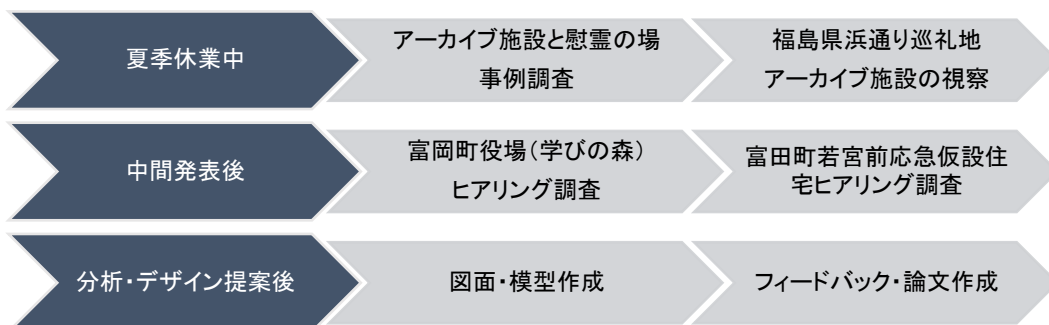 夏季休業中
アーカイブ施設と慰霊の場
事例調査
福島県浜通り巡礼地
アーカイブ施設の視察
中間発表後
富岡町役場(学びの森)
ヒアリング調査
富田町若宮前応急仮設住
宅ヒアリング調査
分析・デザイン提案後
図面・模型作成
フィードバック・論文作成